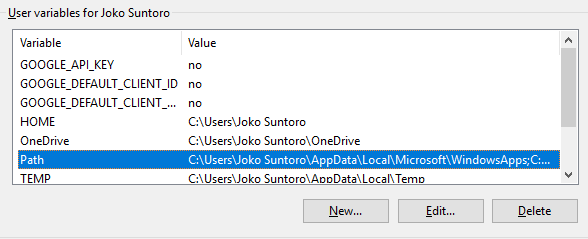 User variables for Joko Suntoro
Variable Value
GOOGLE_API_KEY no
GOOGLE_DEFAULT_CLIENT_ID no
GOOGLE_DEFAULT_CLIENT_... no
HOME C:\Users\Joko Suntoro
OneDrive C:\Users\Joko Suntoro\OneDrive
Path C:\Users\Joko Suntoro\AppData\Local\Microsoft\WindowsApps;C:...
TEMP C:\Users\Joko Suntoro\AppData\Local\Temp
New... Edit... Delete